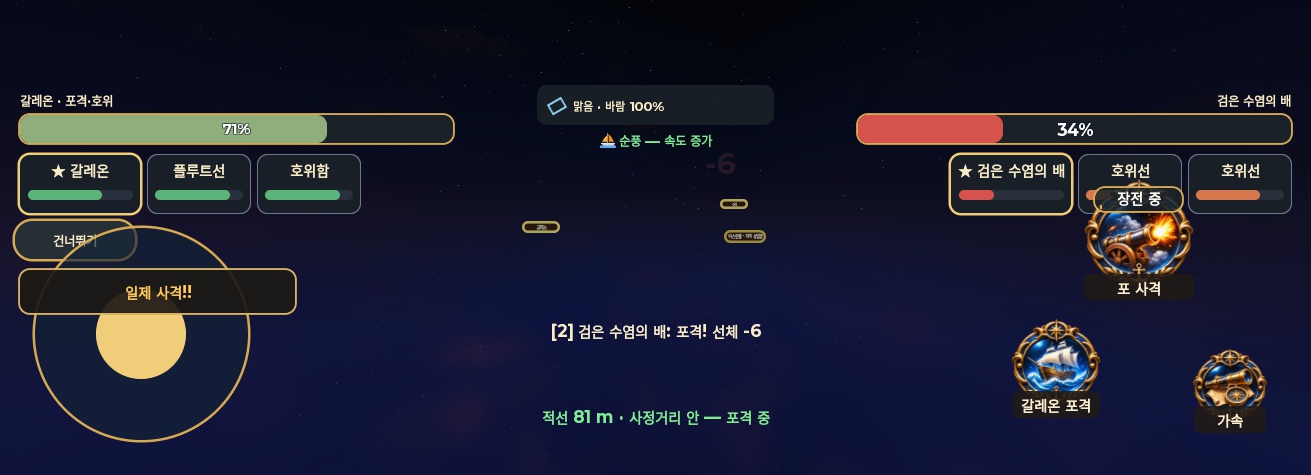 갈레온 · 포격·호위
71%
★ 갈레온
플루트선
호위함
건너뛰기
일제 사격!!
맑음 · 바람 100%
순풍 — 속도 증가
-6
[2] 검은 수염의 배: 포격! 선체 -6
적선 81 m · 사정거리 안 — 포격 중
검은 수염의 배
34%
★ 검은 수염의 배
호위선
호위선
장전 중
포 사격
갈레온 포격
가속